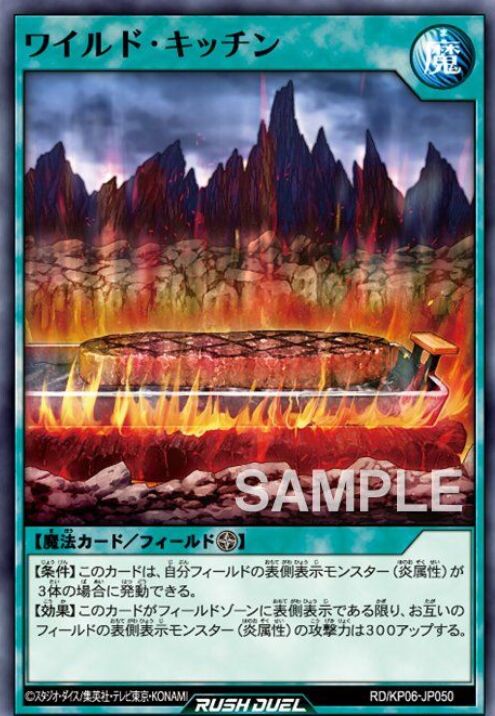 ワイルド・キッチン
魔
SAMPLE
【魔法カード/フィールド】
【条件】このカードは、自分フィールドの表側表示モンスター(炎属性)が
3体の場合に発動できる。
【効果】このカードがフィールドゾーンに表側表示である限り、お互いの
フィールドの表側表示モンスター(炎属性)の攻撃力は300アップする。
©スタジオ・ダイス/集英社・テレビ東京・KONAMI
RUSH DUEL
RD/KP06-JP050